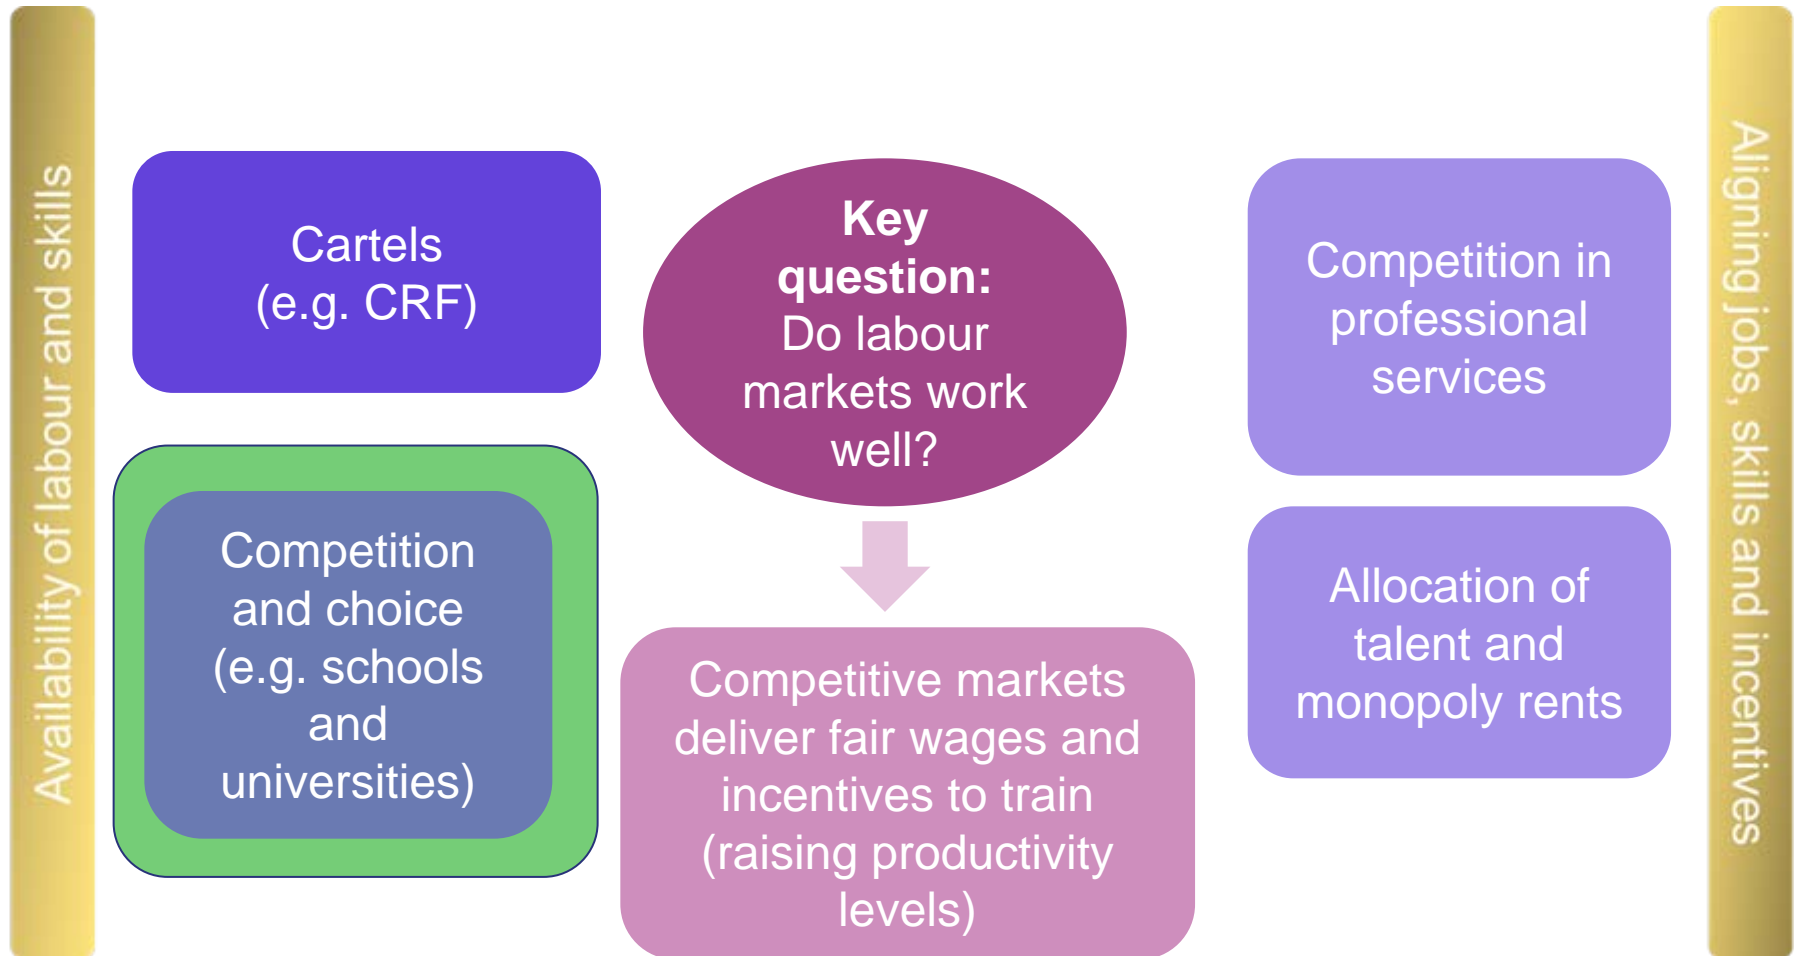 Availability of labour and skills
Cartels
(e.g. CRF)
Competition
and choice
(e.g. schools
and
universities)
Key
question:
Do labour
markets work
well?
Competitive markets
deliver fair wages and
incentives to train
(raising productivity
levels)
Competition in
professional
services
Allocation of
talent and
monopoly rents
Aligning jobs, skills and incentives